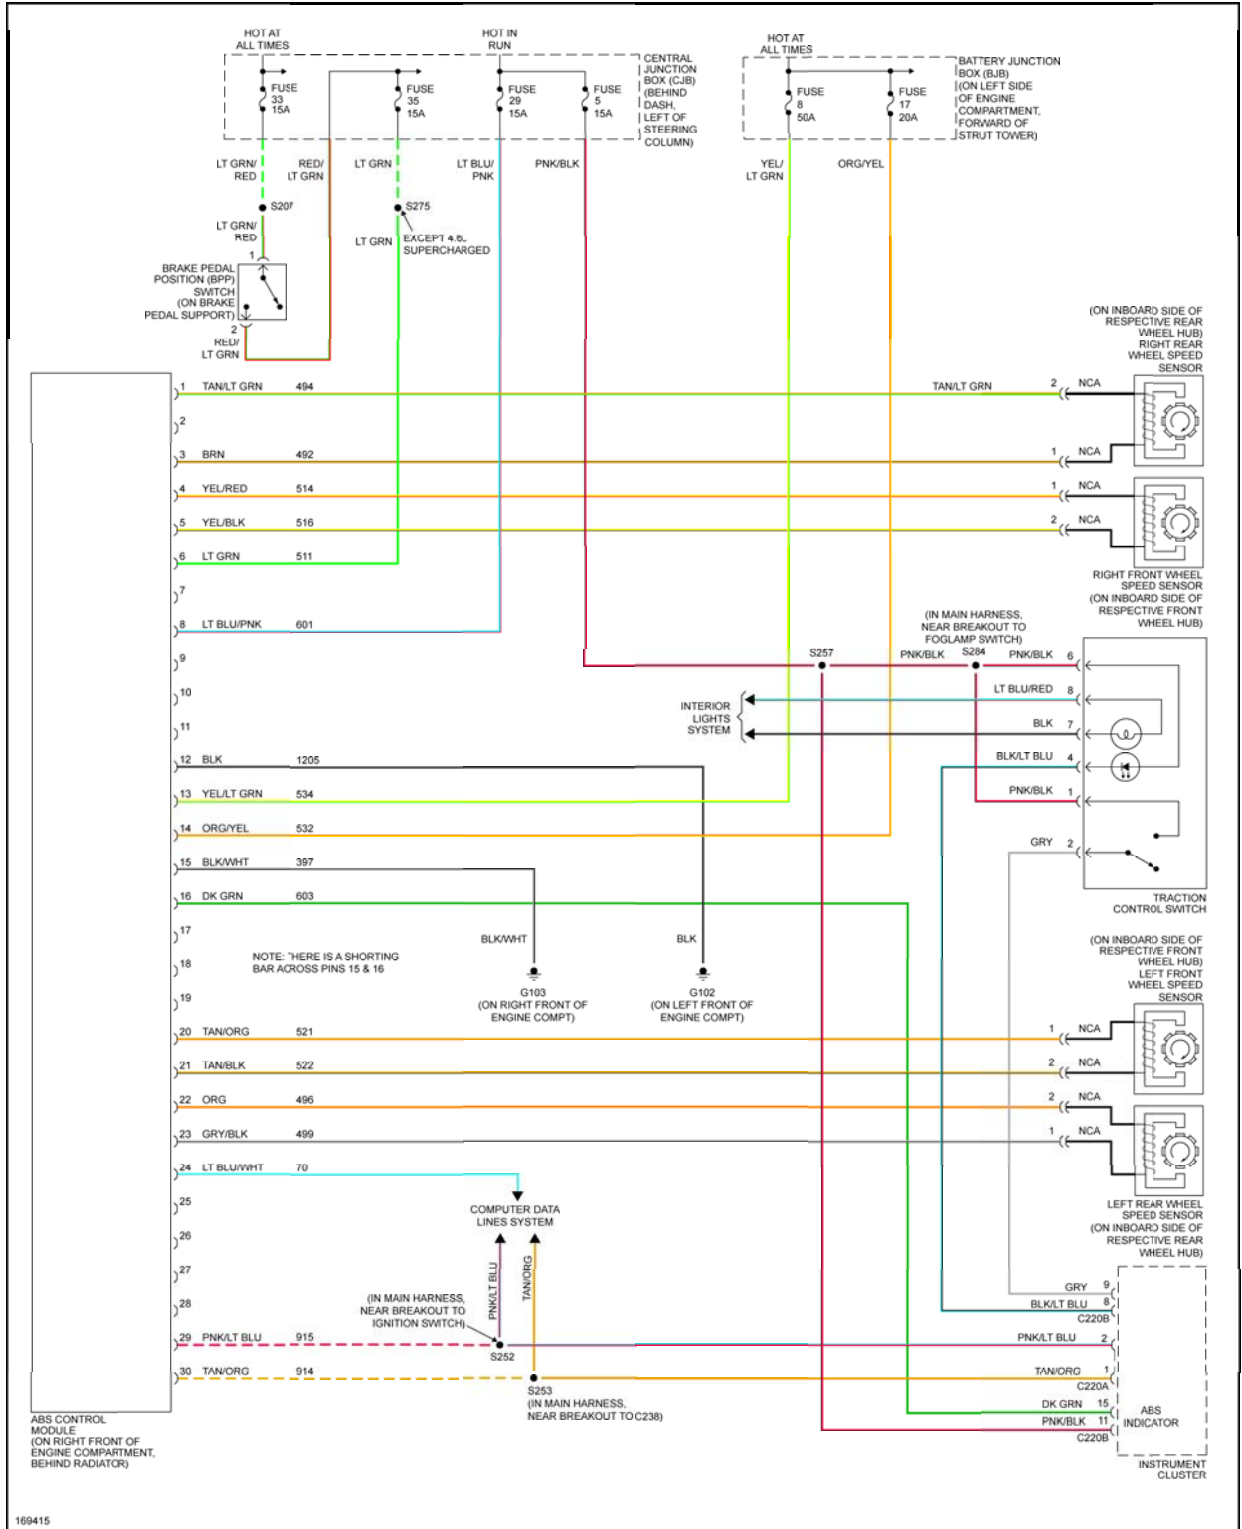 HOT AT
ALL TIMES
HOT IN
RUN
HOT AT
ALL TIMES
FUSE
33
15A
FUSE
35
15A
FUSE
29
15A
FUSE
5
15A
CENTRAL
JUNCTION
BOX (CJB)
(BEHIND
DASH,
LEFT OF
STEERING
COLUMN)
FUSE
8
50A
FUSE
17
20A
BATTERY JUNCTION
BOX (BJB)
(ON LEFT SIDE
OF ENGINE
COMPARTMENT,
FORWARD OF
STRUT TOWER)
LT GRN/
RED
RED/
LT GRN
LT GRN
LT BLU/
PNK
PNK/BLK
YEL/
LT GRN
ORG/YEL
S207
S275
LT GRN/
RED
LT GRN
EXCEPT 4.6L
SUPERCHARGED
1
BRAKE PEDAL
POSITION (BPP)
SWITCH
(ON BRAKE
PEDAL SUPPORT)
2
RED/
LT GRN
(ON INBOARD SIDE OF
RESPECTIVE REAR
WHEEL HUB)
RIGHT REAR
WHEEL SPEED
SENSOR
1 TAN/LT GRN 494 TAN/LT GRN 2 NCA
2
3 BRN 492 1 NCA
4 YEL/RED 514 1 NCA
5 YEL/BLK 516 2 NCA
6 LT GRN 511
RIGHT FRONT WHEEL
SPEED SENSOR
(ON INBOARD SIDE OF
RESPECTIVE FRONT
WHEEL HUB)
7
8 LT BLU/PNK 601
(IN MAIN HARNESS,
NEAR BREAKOUT TO
FOGLAMP SWITCH)
9
S257 PNK/BLK S284 PNK/BLK 6
10
LT BLU/RED 8
INTERIOR
LIGHTS
SYSTEM
11
BLK 7
12 BLK 1205
BLK/LT BLU 4
13 YEL/LT GRN 534
PNK/BLK 1
14 ORG/YEL 532
GRY 2
15 BLK/WHT 397
16 DK GRN 603
TRACTION
CONTROL SWITCH
17
BLK/WHT
BLK
NOTE: THERE IS A SHORTING
BAR ACROSS PINS 15 & 16
18
19
G103
(ON RIGHT FRONT OF
ENGINE COMPT)
G102
(ON LEFT FRONT OF
ENGINE COMPT)
(ON INBOARD SIDE OF
RESPECTIVE FRONT
WHEEL HUB)
LEFT FRONT
WHEEL SPEED
SENSOR
20 TAN/ORG 521 1 NCA
21 TAN/BLK 522 2 NCA
22 ORG 496 2 NCA
23 GRY/BLK 499 1 NCA
24 LT BLU/WHT 70
25
COMPUTER DATA
LINES SYSTEM
LEFT REAR WHEEL
SPEED SENSOR
(ON INBOARD SIDE OF
RESPECTIVE REAR
WHEEL HUB)
26
27
PNK/LT BLU
TAN/ORG
28
(IN MAIN HARNESS,
NEAR BREAKOUT TO
IGNITION SWITCH)
GRY 9
BLK/LT BLU 8
C220B
29 PNK/LT BLU 915 S252 PNK/LT BLU 2
30 TAN/ORG 914 TAN/ORG 1
C220A
S253
(IN MAIN HARNESS,
NEAR BREAKOUT TO C238)
DK GRN 15
PNK/BLK 11
C220B
ABS
INDICATOR
INSTRUMENT
CLUSTER
ABS CONTROL
MODULE
(ON RIGHT FRONT OF
ENGINE COMPARTMENT,
BEHIND RADIATOR)
169415